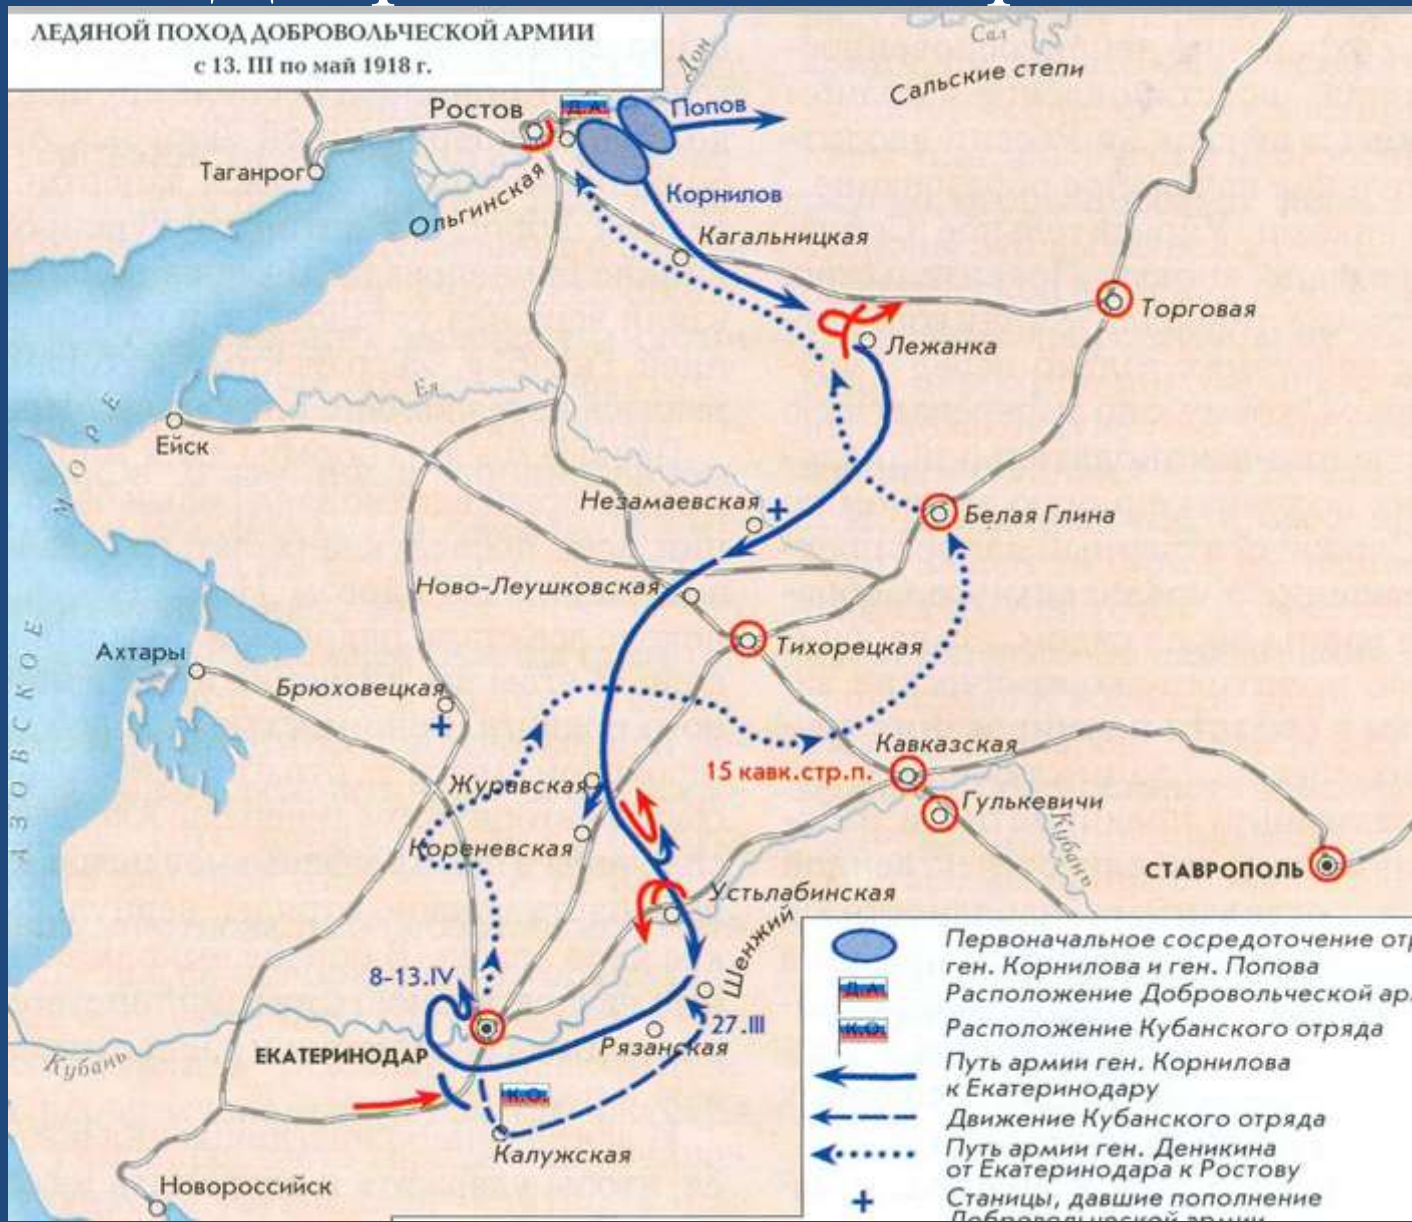 ЛЕДЯНОЙ ПОХОД ДОБРОВОЛЬЧЕСКОЙ АРМИИ
с 13. III по май 1918 г.
Дон
Сал
Сальские степи
Ростов
Д.А.
Попов
Таганрог
Ольгинская
Корнилов
Кагальницкая
Торговая
Лежанка
Ея
Ейск
АЗОВСКОЕ МОРЕ
Незамаевская
Белая Глина
Ново-Леушковская
Тихорецкая
Ахтары
Брюховецкая
Кавказская
15 кавк.стр.п.
Журавская
Гулькевичи
Кореневская
Кубань
СТАВРОПОЛЬ
Устьлабинская
Шенжий
8-13.IV
27.III
Рязанская
ЕКАТЕРИНОДАР
Кубань
К.О.
Калужская
Новороссийск
Первоначальное сосредоточение отр
ген. Корнилова и ген. Попова
Д.А.
Расположение Добровольческой ар
К.О.
Расположение Кубанского отряда
Путь армии ген. Корнилова
к Екатеринодару
Движение Кубанского отряда
Путь армии ген. Деникина
от Екатеринодара к Ростову
Станицы, давшие пополнение
Добровольческой армии